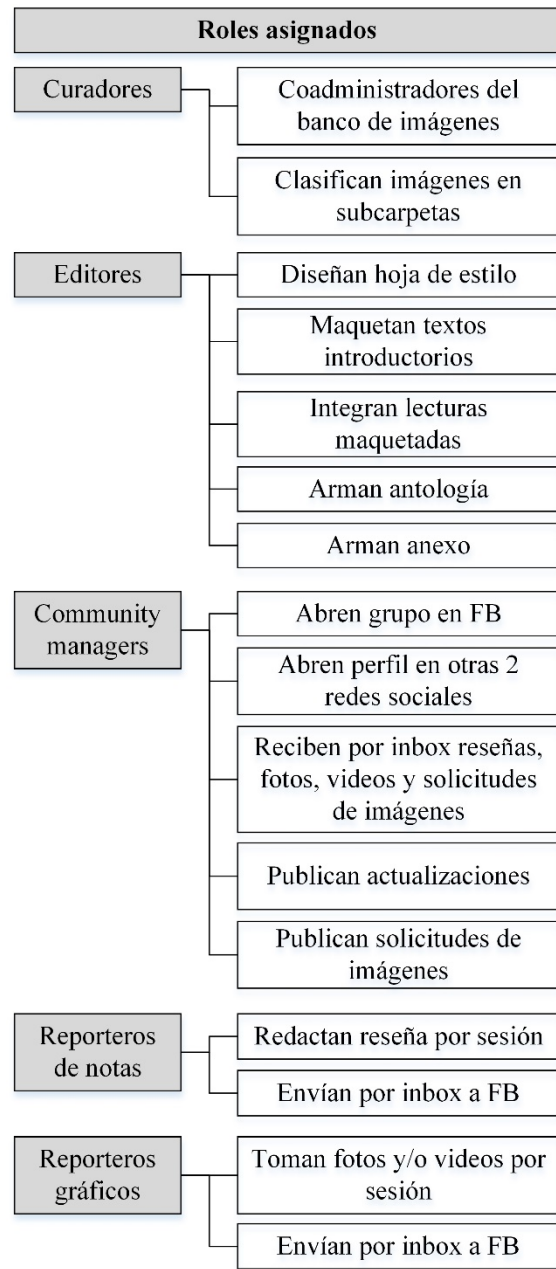 Roles asignados
Curadores
Coadministradores del
banco de imágenes
Clasifican imágenes en
subcarpetas
Editores
Diseñan hoja de estilo
Maquetan textos
introductorios
Integran lecturas
maquetadas
Arman antología
Arman anexo
Community
managers
Abren grupo en FB
Abren perfil en otras 2
redes sociales
Reciben por inbox reseñas,
fotos, videos y solicitudes
de imágenes
Publican actualizaciones
Publican solicitudes de
imágenes
Reporteros
de notas
Redactan reseña por sesión
Envían por inbox a FB
Reporteros
gráficos
Toman fotos y/o videos por
sesión
Envían por inbox a FB